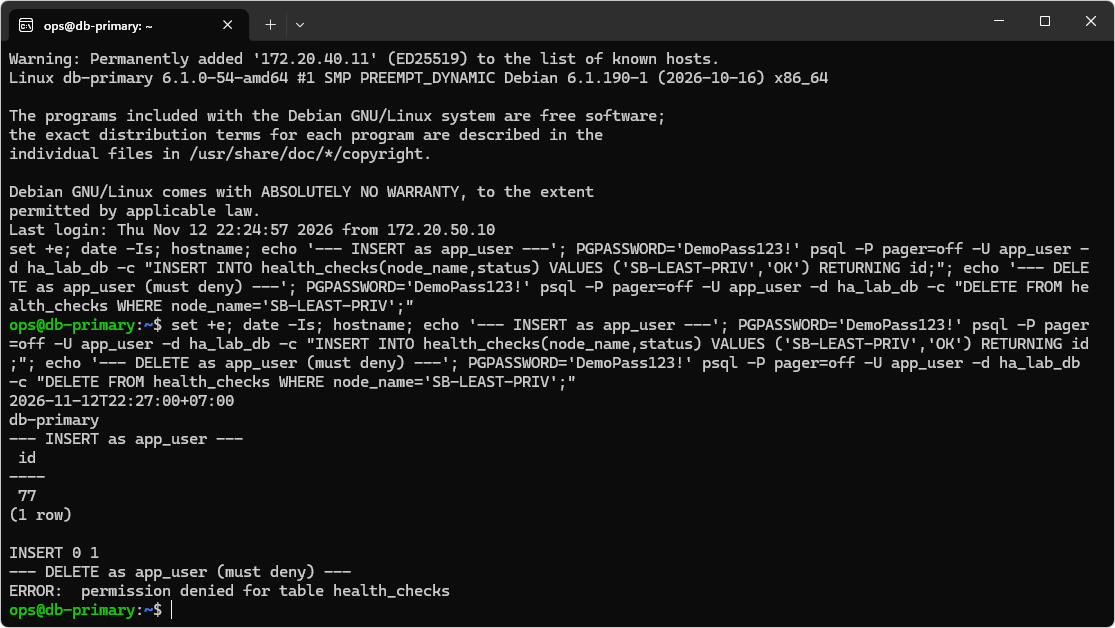 ops@db-primary: ~
Warning: Permanently added '172.20.40.11' (ED25519) to the list of known hosts.
Linux db-primary 6.1.0-54-amd64 #1 SMP PREEMPT_DYNAMIC Debian 6.1.190-1 (2026-10-16) x86_64

The programs included with the Debian GNU/Linux system are free software;
the exact distribution terms for each program are described in the
individual files in /usr/share/doc/*/copyright.

Debian GNU/Linux comes with ABSOLUTELY NO WARRANTY, to the extent
permitted by applicable law.
Last login: Thu Nov 12 22:24:57 2026 from 172.20.50.10
set +e; date -Is; hostname; echo '--- INSERT as app_user ---'; PGPASSWORD='DemoPass123!' psql -P pager=off -U app_user -
d ha_lab_db -c "INSERT INTO health_checks(node_name,status) VALUES ('SB-LEAST-PRIV','OK') RETURNING id;"; echo '--- DELE
TE as app_user (must deny) ---'; PGPASSWORD='DemoPass123!' psql -P pager=off -U app_user -d ha_lab_db -c "DELETE FROM he
alth_checks WHERE node_name='SB-LEAST-PRIV';"
ops@db-primary:~$ set +e; date -Is; hostname; echo '--- INSERT as app_user ---'; PGPASSWORD='DemoPass123!' psql -P pager
=off -U app_user -d ha_lab_db -c "INSERT INTO health_checks(node_name,status) VALUES ('SB-LEAST-PRIV','OK') RETURNING id
;"; echo '--- DELETE as app_user (must deny) ---'; PGPASSWORD='DemoPass123!' psql -P pager=off -U app_user -d ha_lab_db
-c "DELETE FROM health_checks WHERE node_name='SB-LEAST-PRIV';"
2026-11-12T22:27:00+07:00
db-primary
--- INSERT as app_user ---
 id
----
 77
(1 row)

INSERT 0 1
--- DELETE as app_user (must deny) ---
ERROR:  permission denied for table health_checks
ops@db-primary:~$